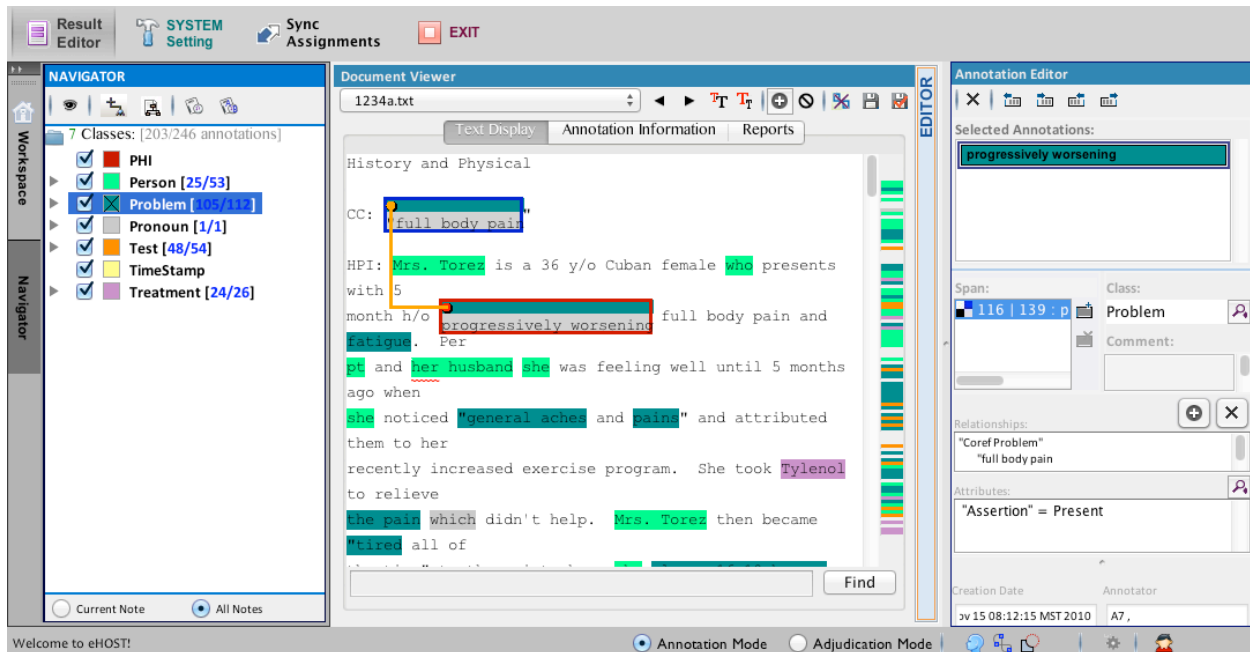 Result Editor
SYSTEM Setting
Sync Assignments
EXIT
Workspace
Navigator
NAVIGATOR
7 Classes: [203/246 annotations]
PHI
Person [25/53]
Problem [105/112]
Pronoun [1/1]
Test [48/54]
TimeStamp
Treatment [24/26]
Current Note
All Notes
Document Viewer
1234a.txt
Text Display
Annotation Information
Reports
History and Physical
CC: "full body pain"
HPI: Mrs. Torez is a 36 y/o Cuban female who presents
with 5
month h/o progressively worsening full body pain and
fatigue. Per
pt and her husband she was feeling well until 5 months
ago when
she noticed "general aches and pains" and attributed
them to her
recently increased exercise program. She took Tylenol
to relieve
the pain which didn't help. Mrs. Torez then became
"tired all of
Find
EDITOR
Annotation Editor
Selected Annotations:
progressively worsening
Span:
116 | 139 : p
Class:
Problem
Comment:
Relationships:
"Coref Problem"
"full body pain
Attributes:
"Assertion" = Present
Creation Date
Annotator
ov 15 08:12:15 MST 2010
A7 ,
Welcome to eHOST!
Annotation Mode
Adjudication Mode